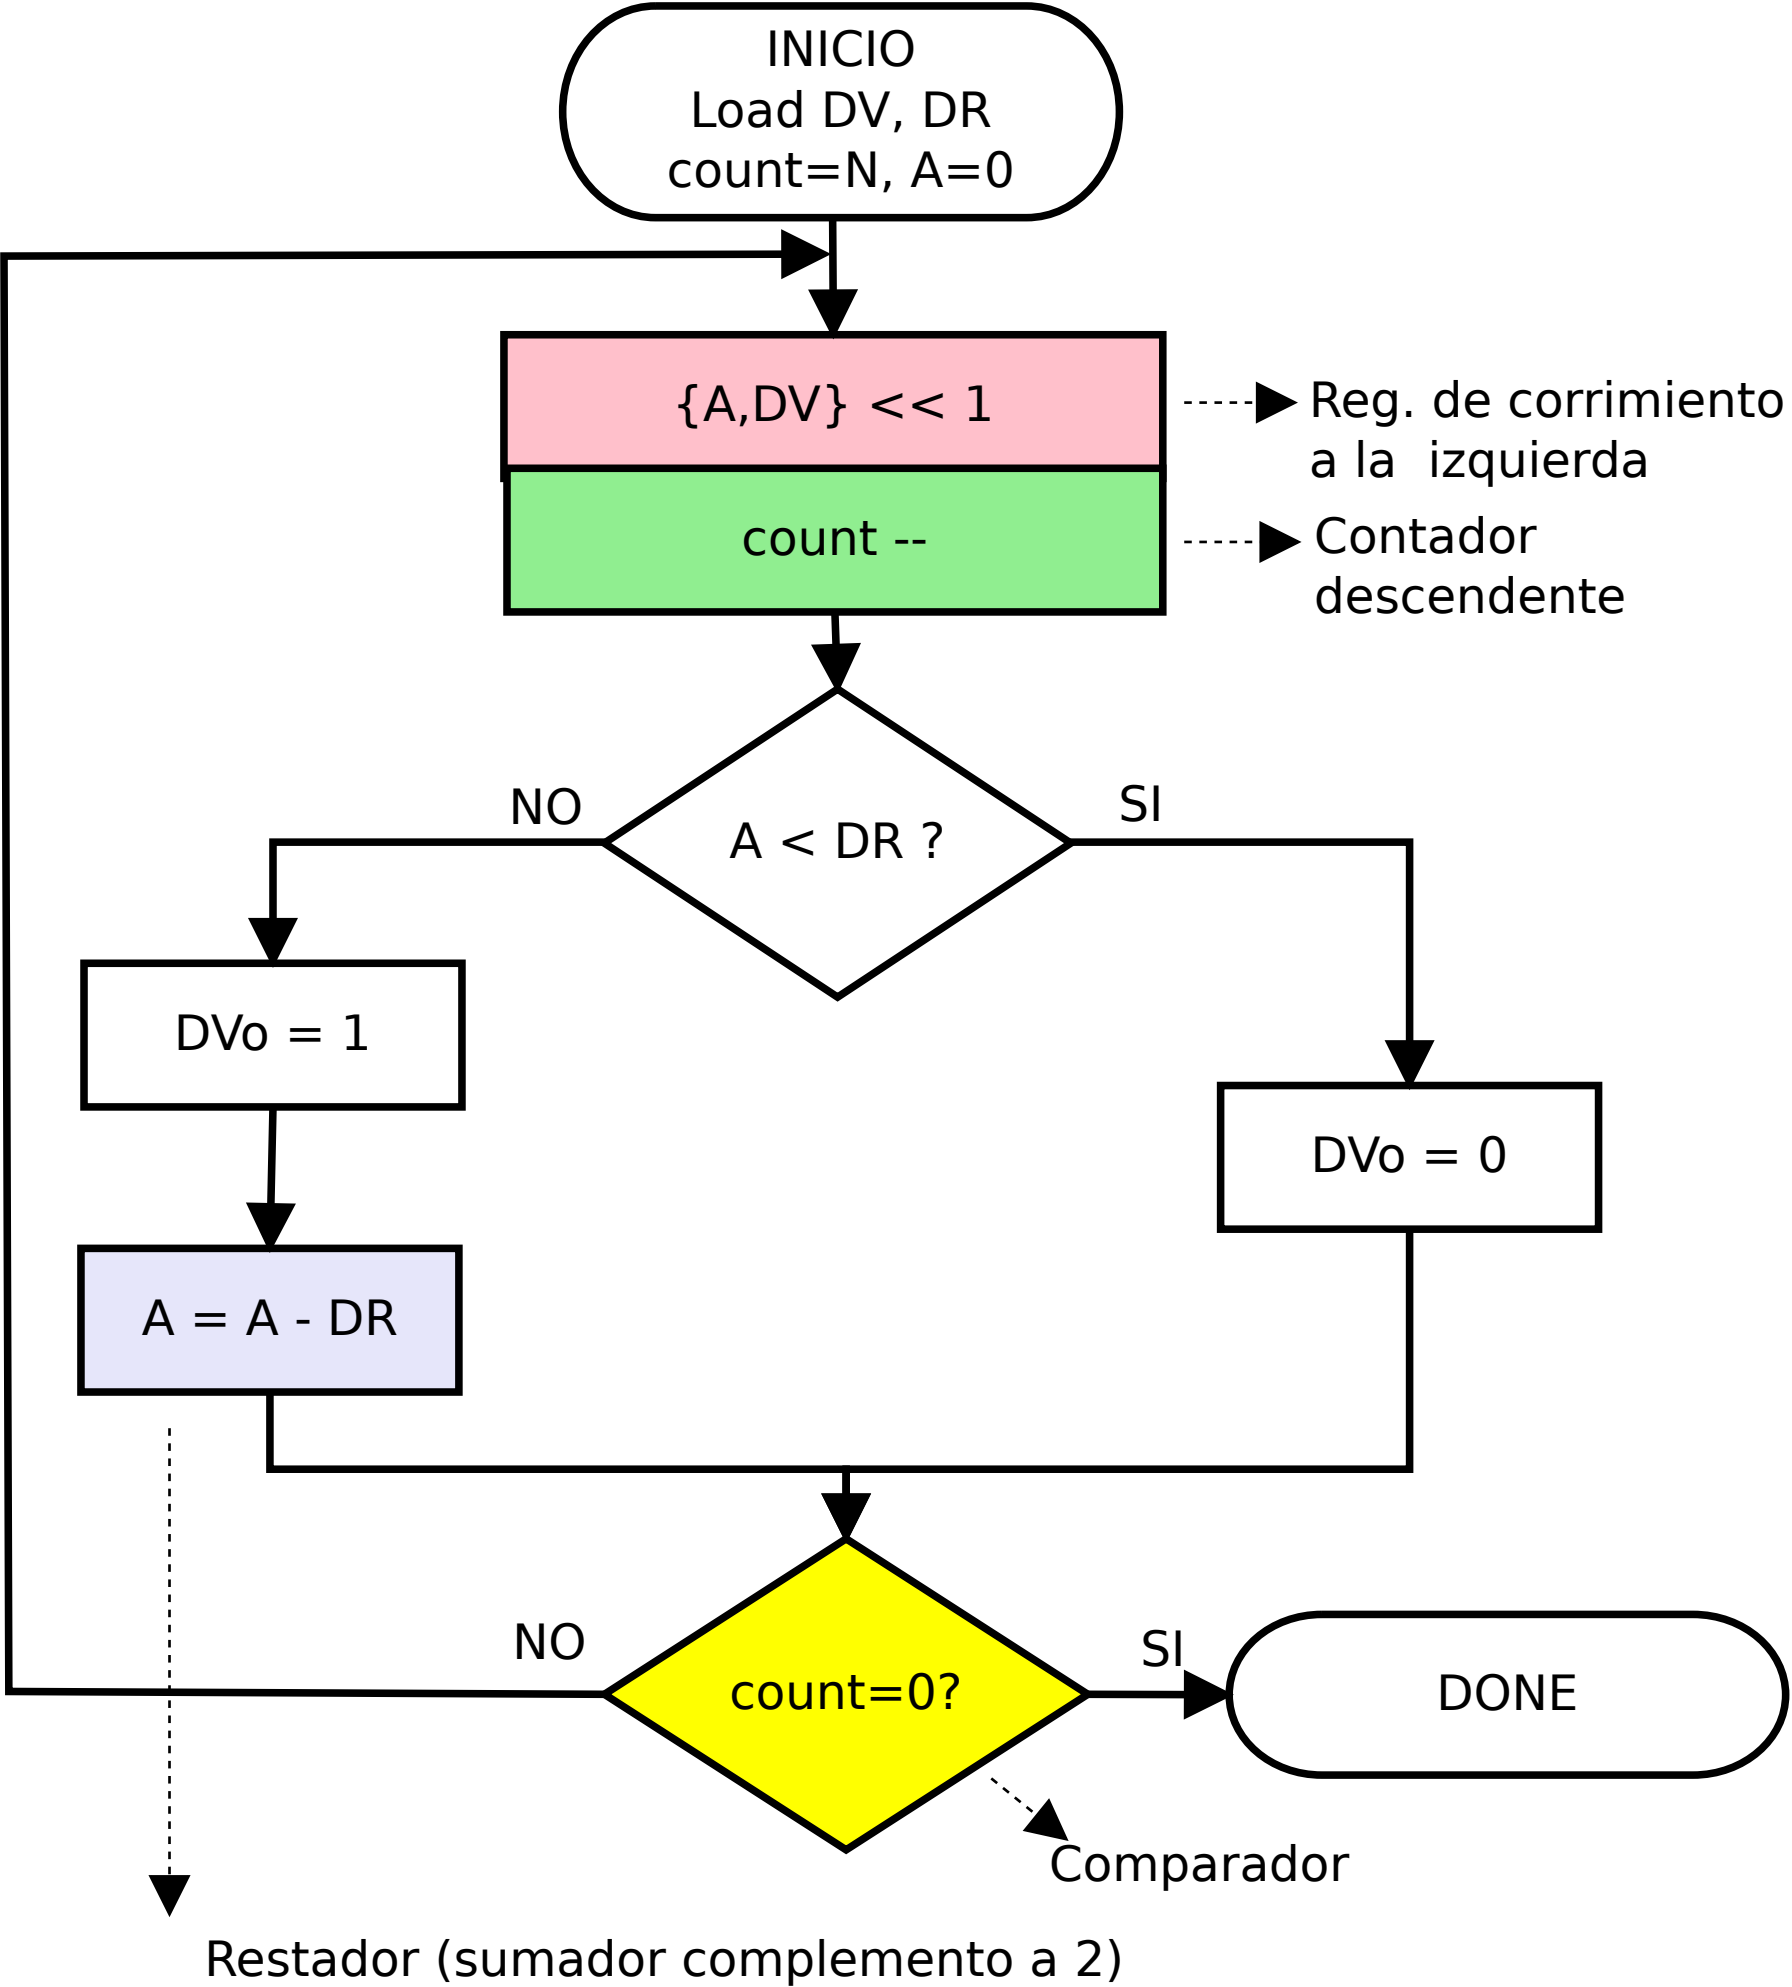 INICIO
Load DV, DR
count=N, A=0
{A,DV} << 1
Reg. de corrimiento
a la  izquierda
count --
Contador
descendente
NO
SI
A < DR ?
DVo = 1
DVo = 0
A = A - DR
NO
SI
count=0?
DONE
Comparador
Restador (sumador complemento a 2)